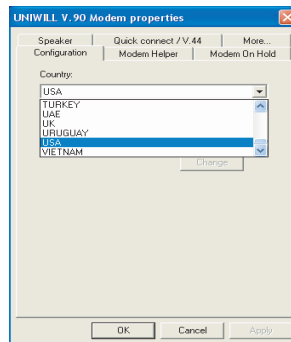 UNIWILL V.90 Modem properties
Speaker Quick connect / V.44 More...
Configuration Modem Helper Modem On Hold
Country:
USA
TURKEY
UAE
UK
URUGUAY
USA
VIETNAM
Change
OK Cancel Apply